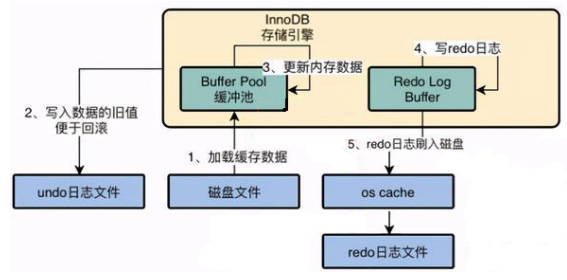 InnoDB
存储引擎
4、写redo日志
3、更新内存数据
Buffer Pool
缓冲池
Redo Log
Buffer
2、写入数据的旧值
便于回滚
1、加载缓存数据
5、redo日志刷入磁盘
undo日志文件
磁盘文件
os cache
redo日志文件